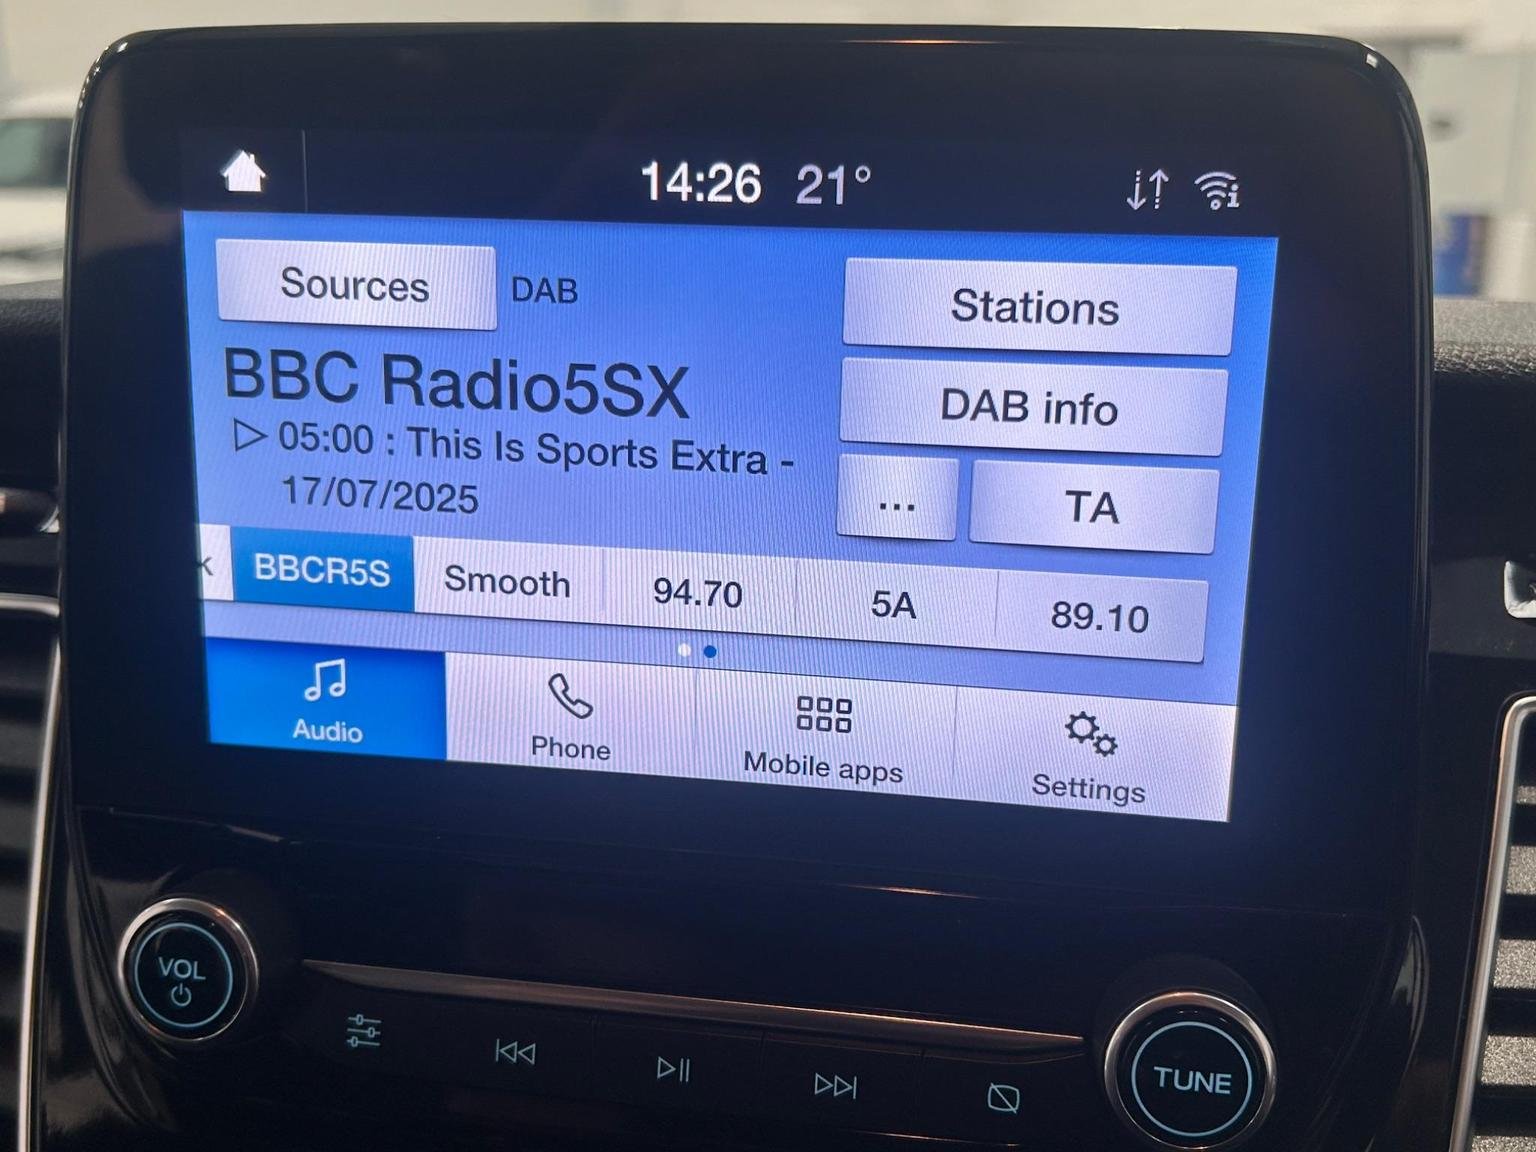 14:26 21°
Sources DAB Stations
BBC Radio5SX
DAB info
▷ 05:00 : This Is Sports Extra -
17/07/2025
... TA
BBCR5S Smooth 94.70 5A 89.10
Audio Phone Mobile apps Settings
VOL
TUNE